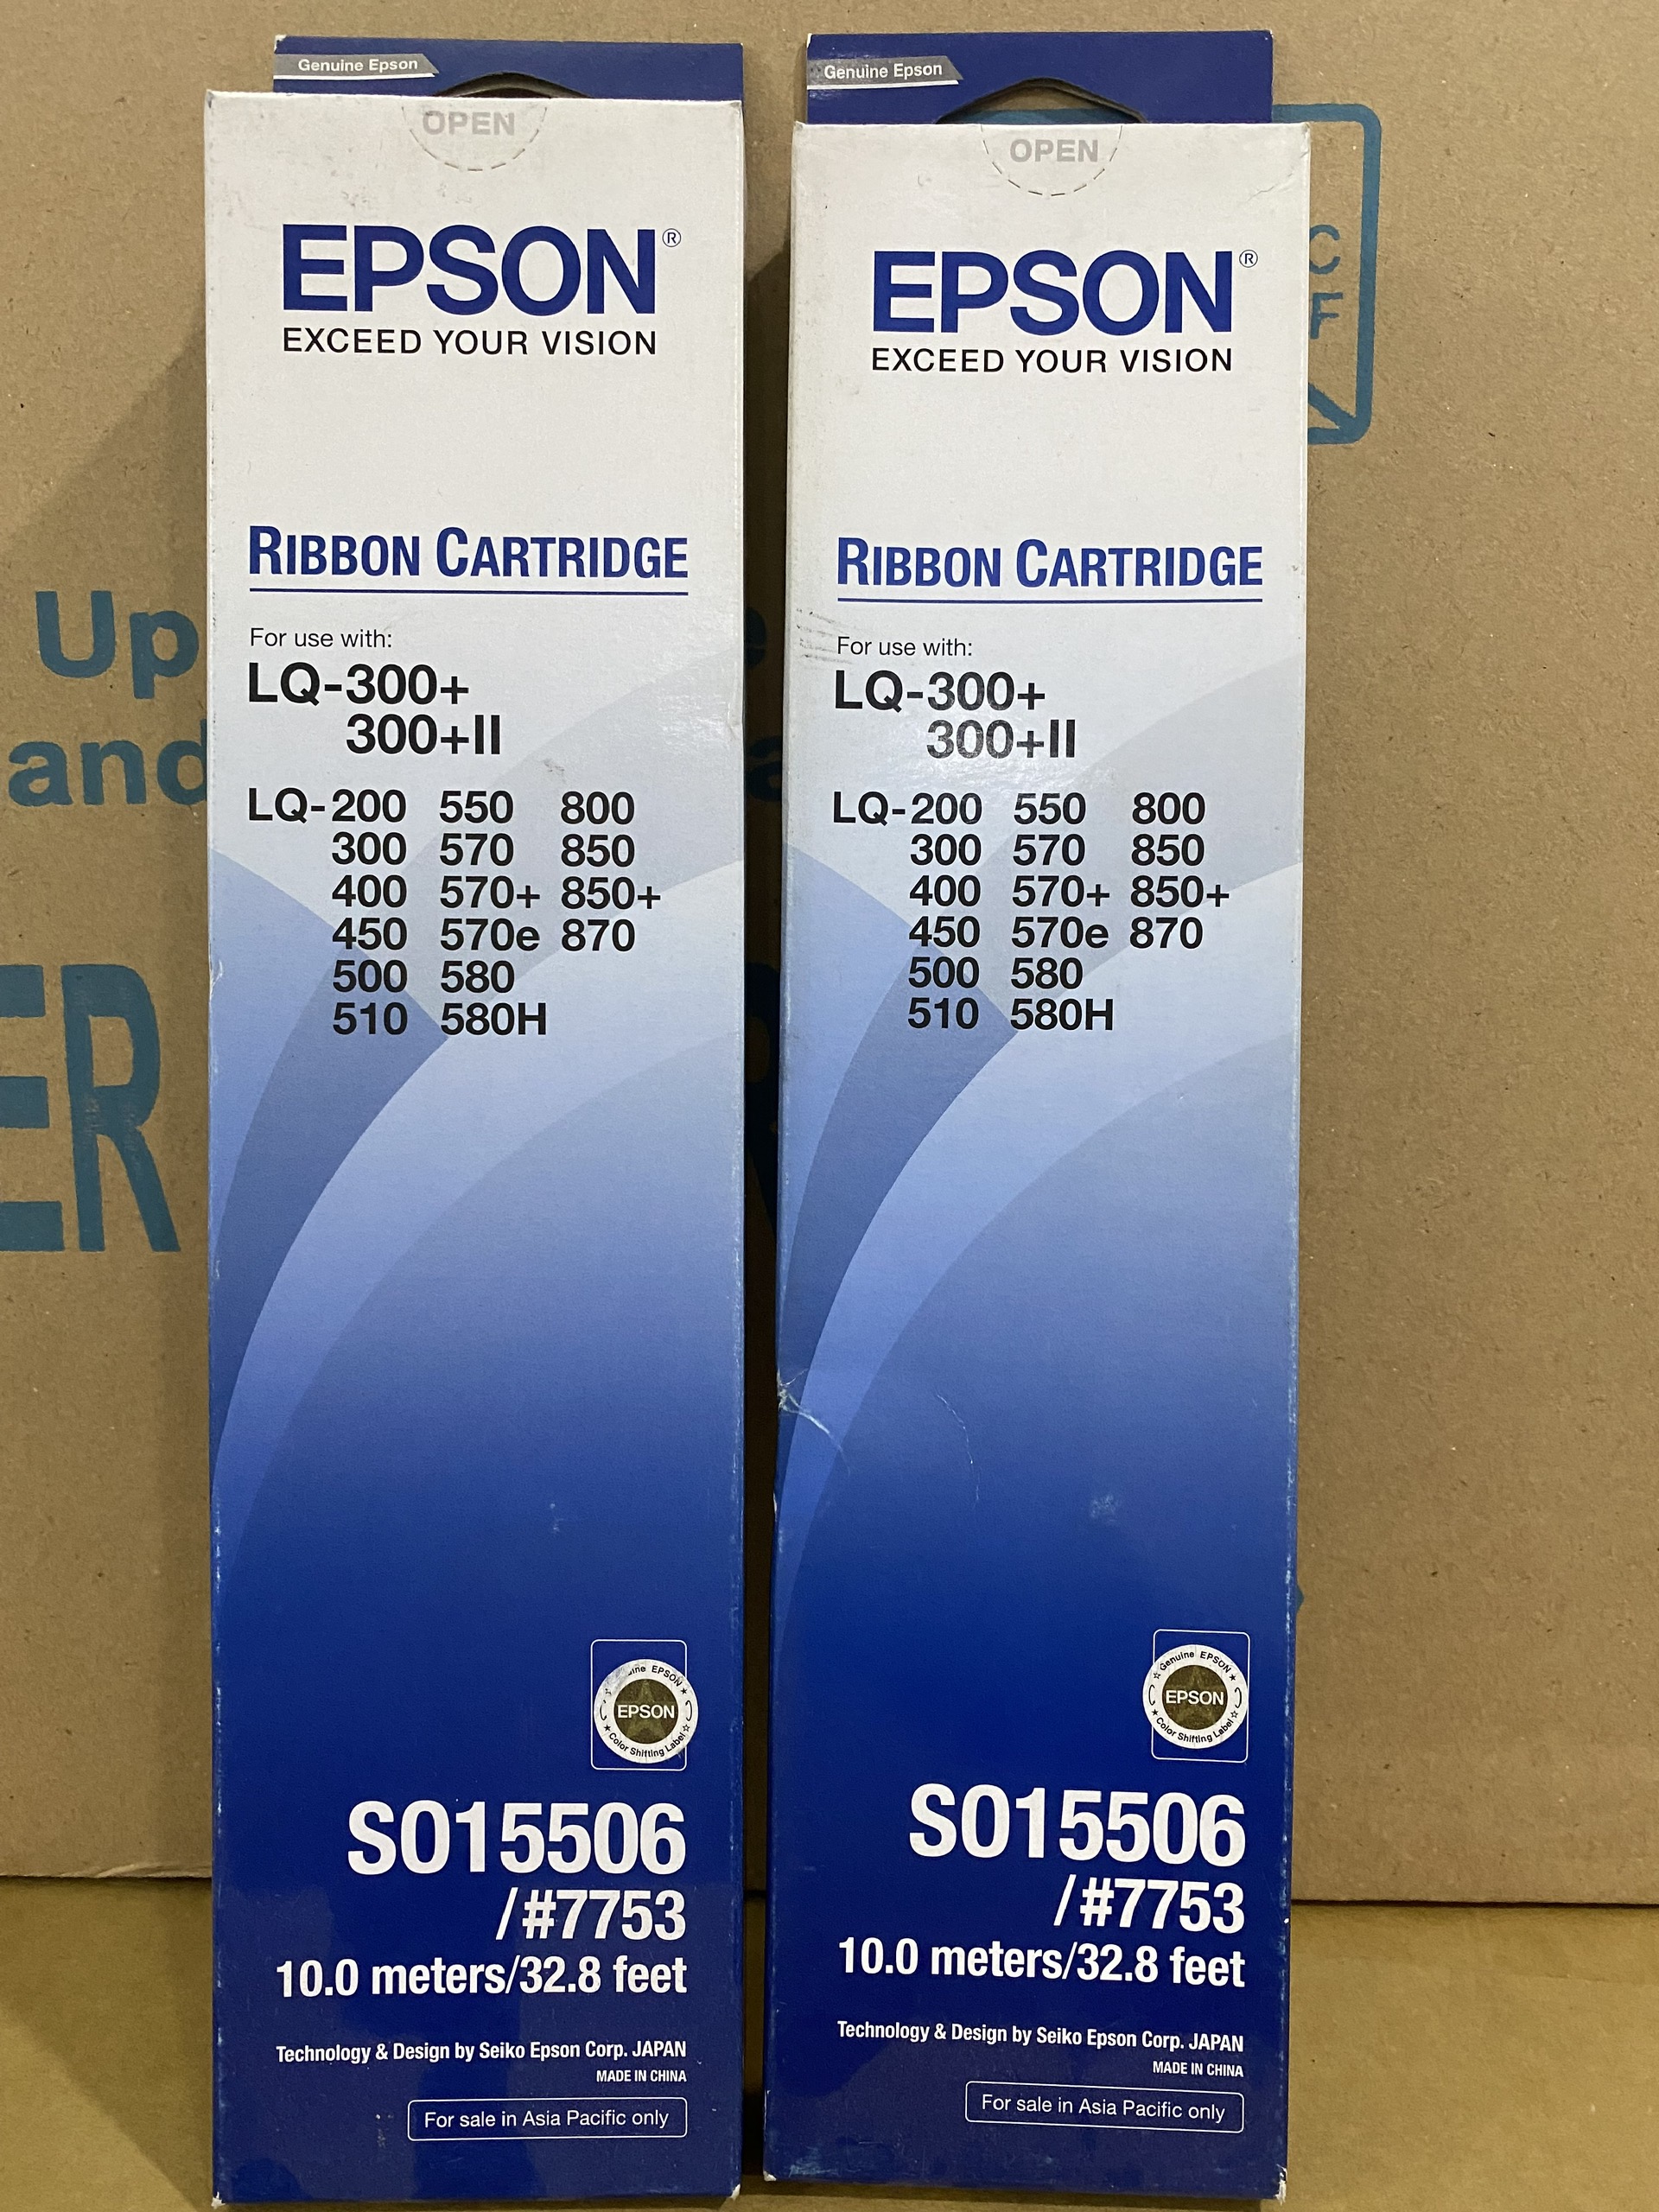 Genuine Epson
OPEN
EPSON®
EXCEED YOUR VISION
RIBBON CARTRIDGE
For use with:
LQ-300+
300+II
LQ-200 550 800
300 570 850
400 570+ 850+
450 570e 870
500 580
510 580H
EPSON
Color Shifting Label
S015506
/#7753
10.0 meters/32.8 feet
Technology & Design by Seiko Epson Corp. JAPAN
MADE IN CHINA
For sale in Asia Pacific only
Genuine Epson
OPEN
EPSON®
EXCEED YOUR VISION
RIBBON CARTRIDGE
For use with:
LQ-300+
300+II
LQ-200 550 800
300 570 850
400 570+ 850+
450 570e 870
500 580
510 580H
Genuine EPSON
EPSON
Color Shifting Label
S015506
/#7753
10.0 meters/32.8 feet
Technology & Design by Seiko Epson Corp. JAPAN
MADE IN CHINA
For sale in Asia Pacific only
Up
and
ER
C
F